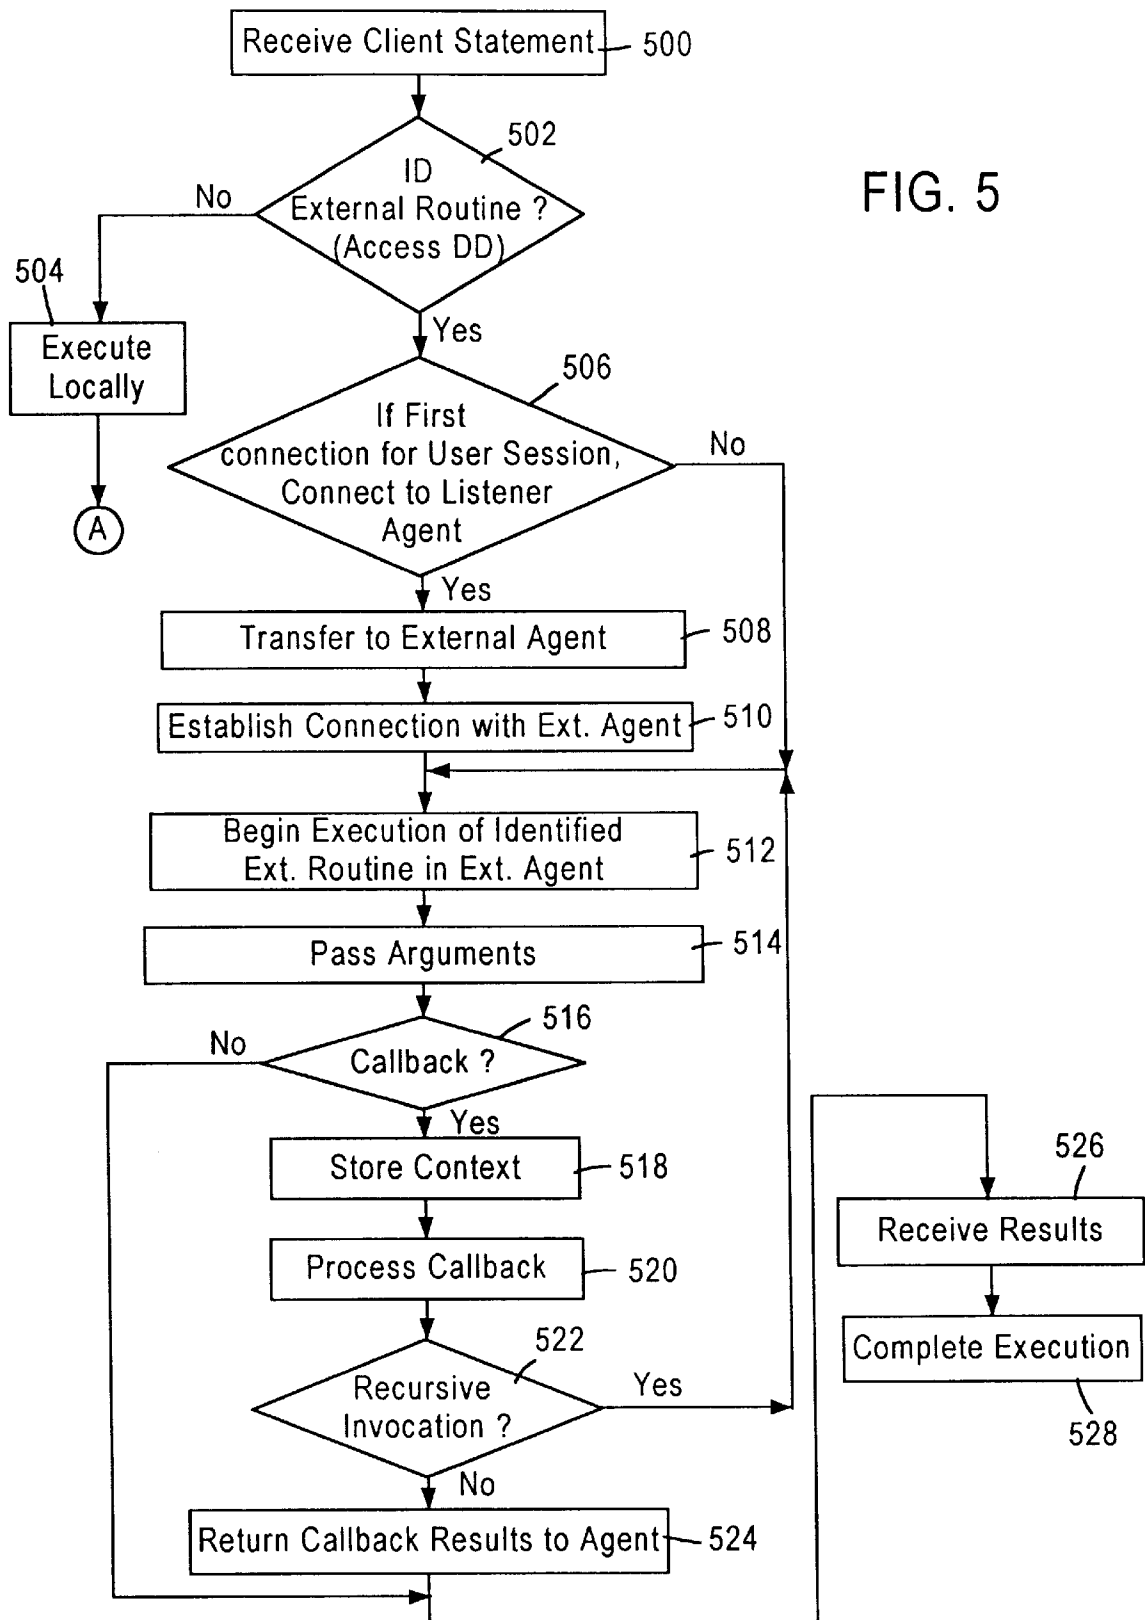 Receive Client Statement
500
502
ID
External Routine ?
(Access DD)
No
FIG. 5
504
Execute
Locally
Yes
A
506
If First
connection for User Session,
Connect to Listener
Agent
No
Yes
Transfer to External Agent
508
Establish Connection with Ext. Agent
510
Begin Execution of Identified
Ext. Routine in Ext. Agent
512
Pass Arguments
514
516
Callback ?
No
Yes
Store Context
518
Process Callback
520
522
Recursive
Invocation ?
Yes
No
Return Callback Results to Agent
524
526
Receive Results
Complete Execution
528